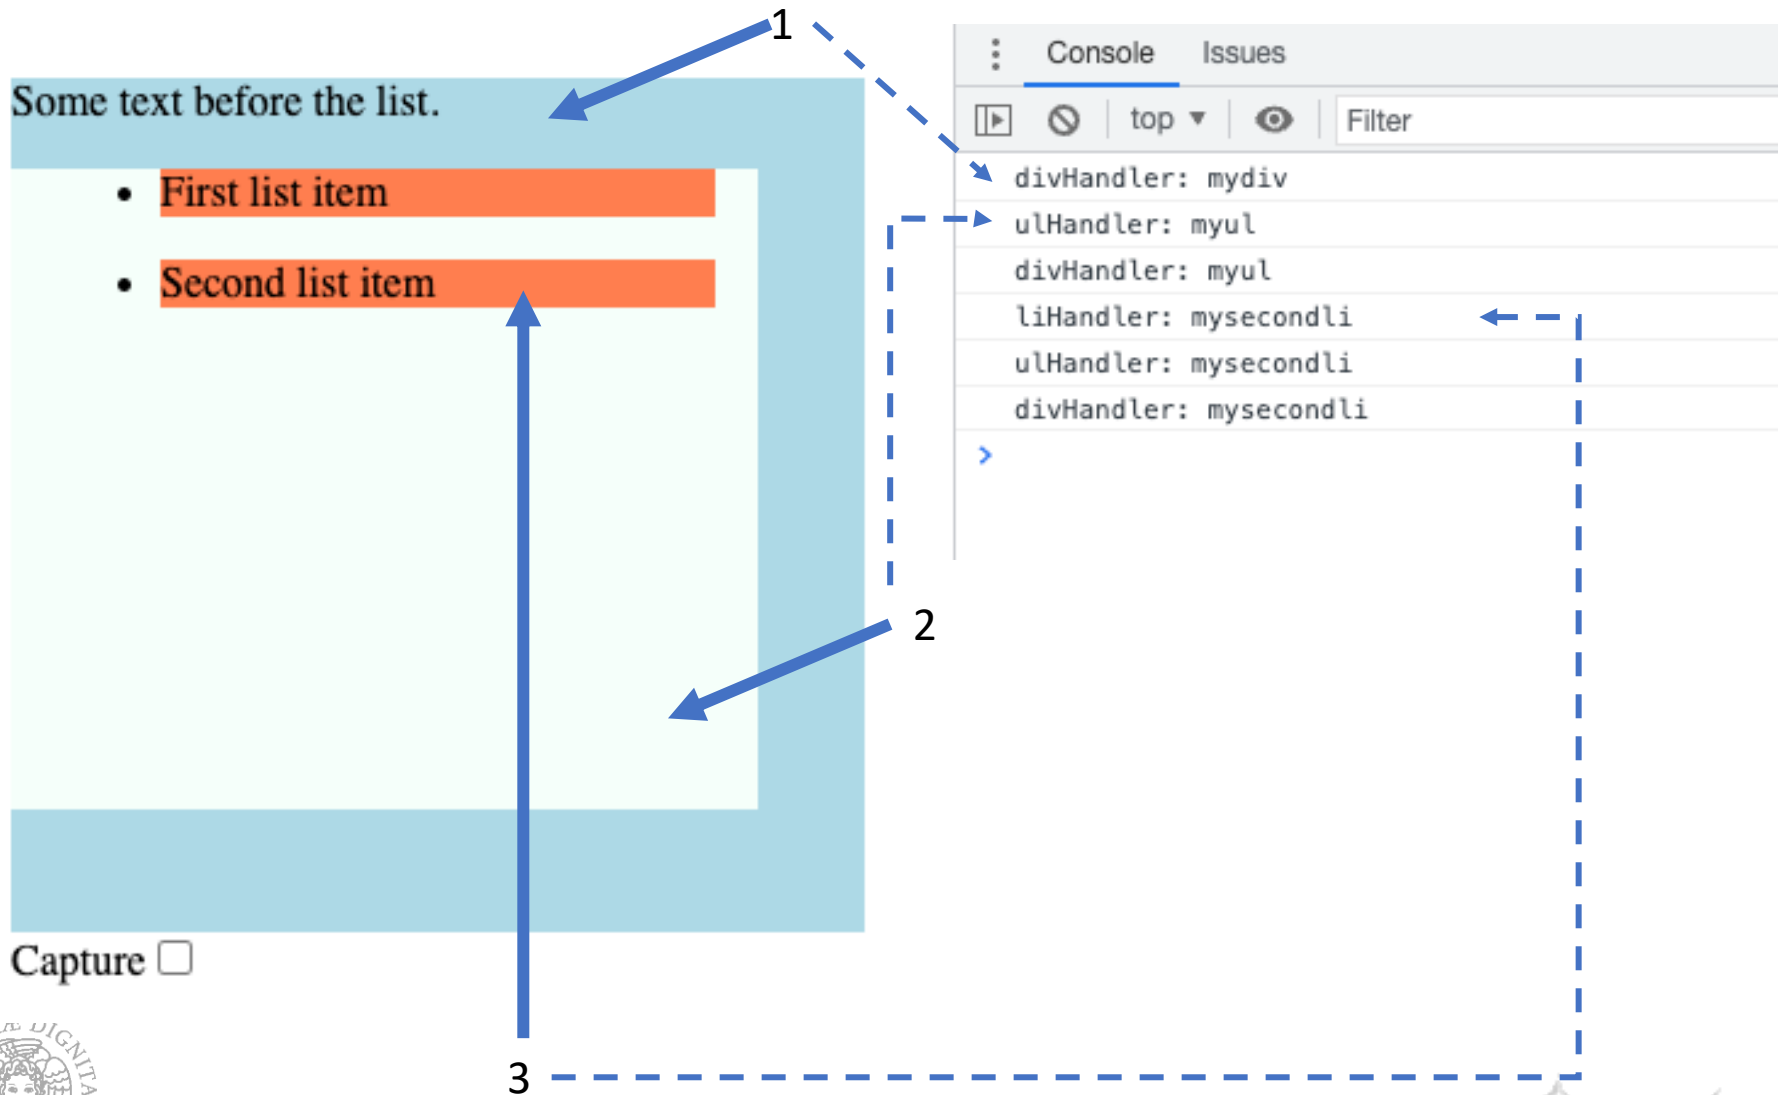 1
Some text before the list.
• First list item
• Second list item
Capture
2
3
Console Issues
top Filter
divHandler: mydiv
ulHandler: myul
divHandler: myul
liHandler: mysecondli
ulHandler: mysecondli
divHandler: mysecondli